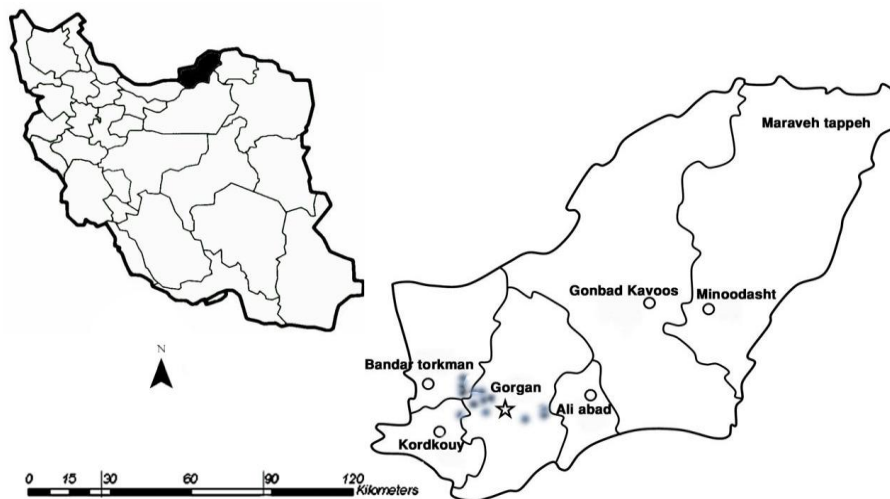 Maraveh tappeh
Gonbad Kavoos
Minoodasht
Bandar torkman
Gorgan
Ali abad
Kordkouy
N
0 15 30 60 90 120
Kilometers